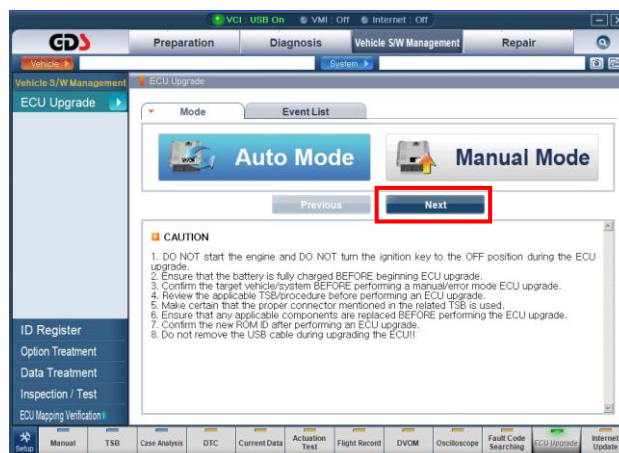 VCI : USB On VMI : Off Internet : Off
GDS
Preparation Diagnosis Vehicle S/W Management Repair
Vehicle System
Vehicle S/W Management ECU Upgrade
ECU Upgrade
Mode Event List
Auto Mode Manual Mode
Previous Next
CAUTION
1. DO NOT start the engine and DO NOT turn the ignition key to the OFF position during the ECU
upgrade.
2. Ensure that the battery is fully charged BEFORE beginning ECU upgrade.
3. Confirm the target vehicle/system BEFORE performing a manual/error mode ECU upgrade.
4. Review the applicable TSB/procedure before performing an ECU upgrade.
5. Make certain that the proper connector mentioned in the related TSB is used.
6. Ensure that any applicable components are replaced BEFORE performing the ECU upgrade.
7. Confirm the new ROM ID after performing an ECU upgrade.
8. Do not remove the USB cable during upgrading the ECU!!
ID Register
Option Treatment
Data Treatment
Inspection / Test
ECU Mapping Verification
Setup Manual TSB Case Analysis DTC Current Data Actuation Test Flight Record DVOM Oscilloscope Fault Code Searching ECU Upgrade Internet Update